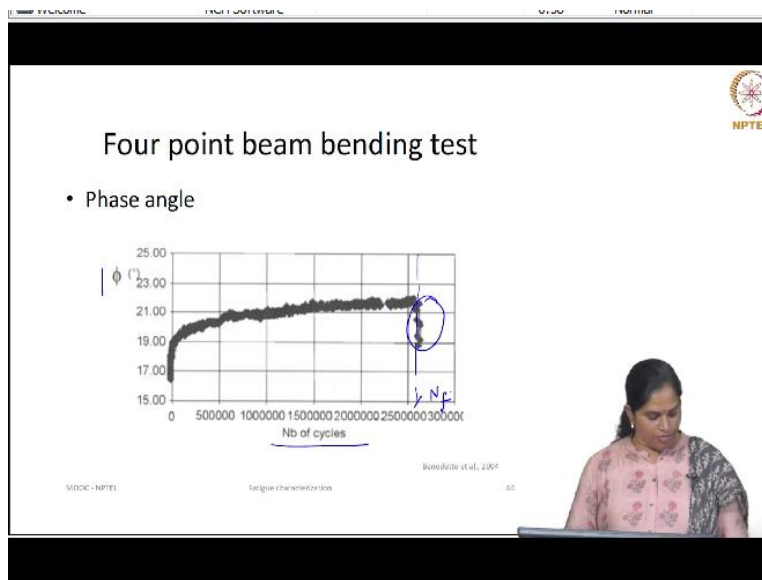 Welcome
NCH Software
Normal
NPTEL
Four point beam bending test
• Phase angle
25.00
ϕ (°)
23.00
21.00
19.00
17.00
15.00
0 500000 1000000 1500000 2000000 2500000 300000
Nf
Nb of cycles
Benedetto et al., 2004
MOOC - NPTEL
Fatigue characterization